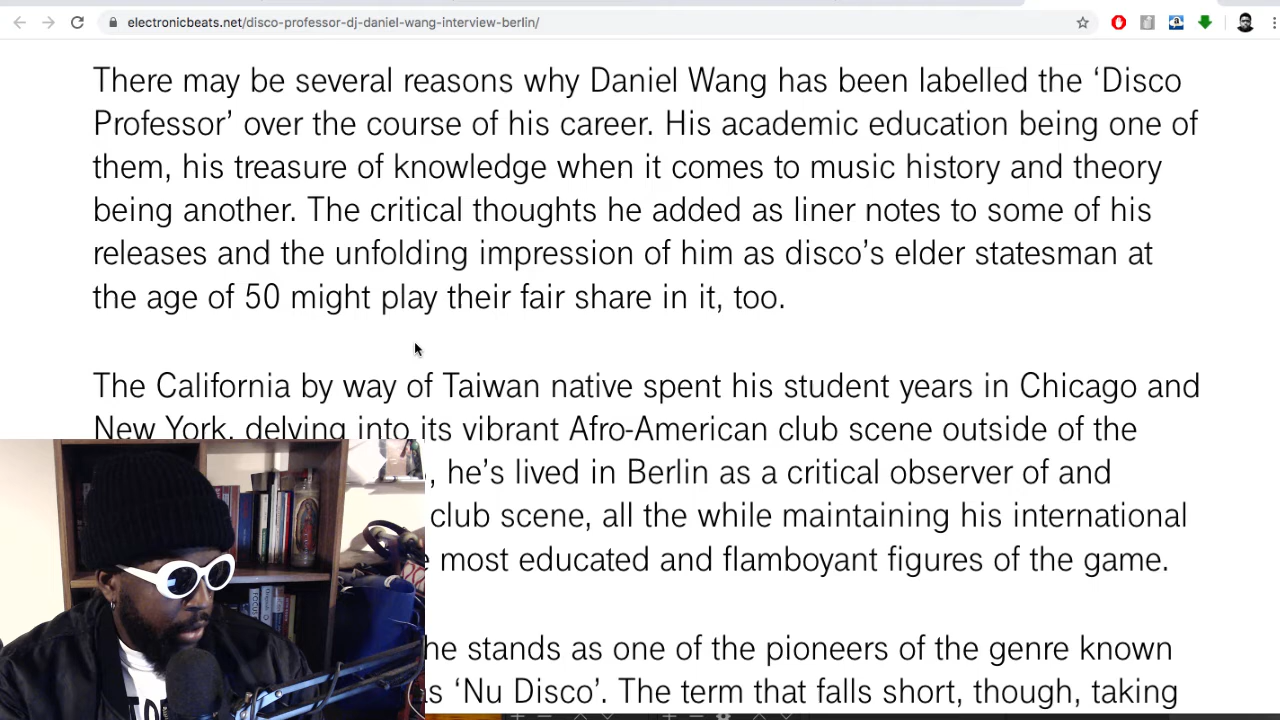 electronicbeats.net/disco-professor-dj-daniel-wang-interview-berlin/
There may be several reasons why Daniel Wang has been labelled the ‘Disco
Professor’ over the course of his career. His academic education being one of
them, his treasure of knowledge when it comes to music history and theory
being another. The critical thoughts he added as liner notes to some of his
releases and the unfolding impression of him as disco’s elder statesman at
the age of 50 might play their fair share in it, too.
The California by way of Taiwan native spent his student years in Chicago and
New York, delving into its vibrant Afro-American club scene outside of the
, he’s lived in Berlin as a critical observer of and
club scene, all the while maintaining his international
most educated and flamboyant figures of the game.
he stands as one of the pioneers of the genre known
as ‘Nu Disco’. The term that falls short, though, taking